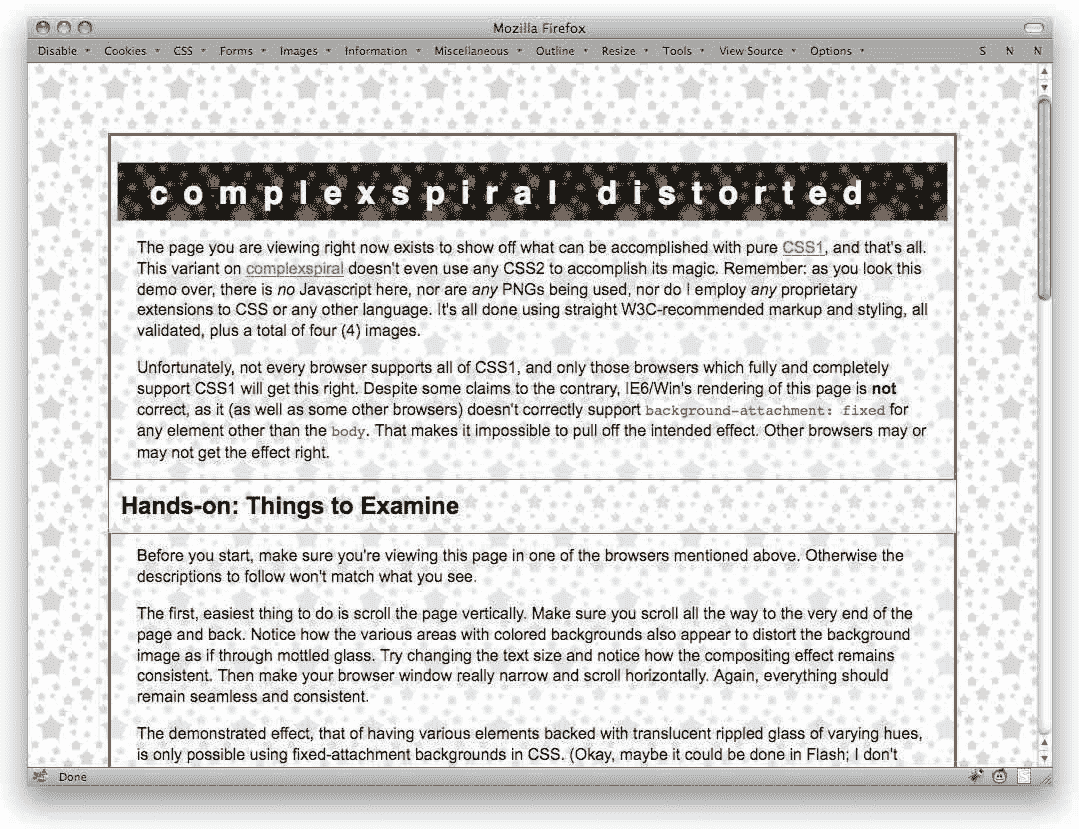 Mozilla Firefox
Disable Cookies CSS Forms Images Information Miscellaneous Outline Resize Tools View Source Options S N N
complexspiral distorted
The page you are viewing right now exists to show off what can be accomplished with pure CSS1, and that's all.
This variant on complexspiral doesn't even use any CSS2 to accomplish its magic. Remember: as you look this
demo over, there is no Javascript here, nor are any PNGs being used, nor do I employ any proprietary
extensions to CSS or any other language. It's all done using straight W3C-recommended markup and styling, all
validated, plus a total of four (4) images.
Unfortunately, not every browser supports all of CSS1, and only those browsers which fully and completely
support CSS1 will get this right. Despite some claims to the contrary, IE6/Win's rendering of this page is not
correct, as it (as well as some other browsers) doesn't correctly support background-attachment: fixed for
any element other than the body. That makes it impossible to pull off the intended effect. Other browsers may or
may not get the effect right.
Hands-on: Things to Examine
Before you start, make sure you're viewing this page in one of the browsers mentioned above. Otherwise the
descriptions to follow won't match what you see.
The first, easiest thing to do is scroll the page vertically. Make sure you scroll all the way to the very end of the
page and back. Notice how the various areas with colored backgrounds also appear to distort the background
image as if through mottled glass. Try changing the text size and notice how the compositing effect remains
consistent. Then make your browser window really narrow and scroll horizontally. Again, everything should
remain seamless and consistent.
The demonstrated effect, that of having various elements backed with translucent rippled glass of varying hues,
is only possible using fixed-attachment backgrounds in CSS. (Okay, maybe it could be done in Flash; I don't
Done